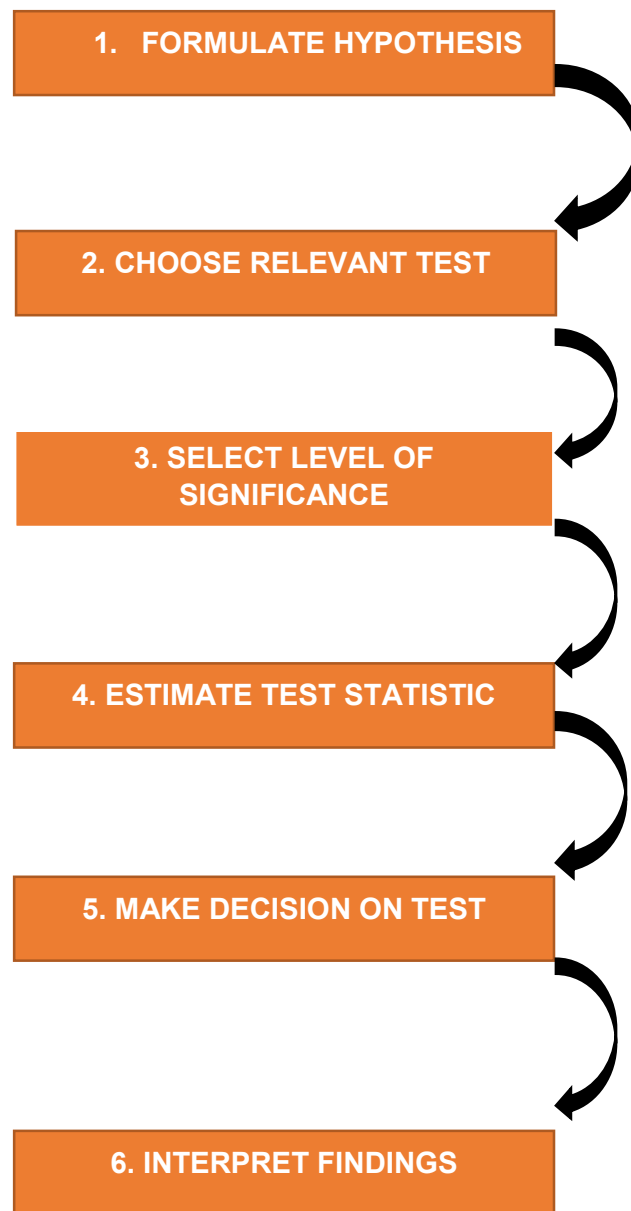 1. FORMULATE HYPOTHESIS
2. CHOOSE RELEVANT TEST
3. SELECT LEVEL OF
SIGNIFICANCE
4. ESTIMATE TEST STATISTIC
5. MAKE DECISION ON TEST
6. INTERPRET FINDINGS